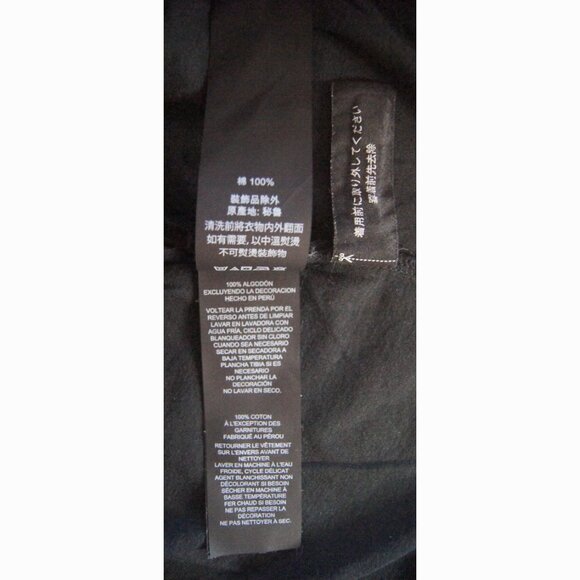 棉 100%
裝飾品除外
原產地: 秘魯
清洗前將衣物内外翻面
如有需要, 以中溫熨燙
不可熨燙裝飾物
100% ALGODÓN
EXCLUYENDO LA DECORACION
HECHO EN PERÚ
VOLTEAR LA PRENDA POR EL
REVERSO ANTES DE LIMPIAR
LAVAR EN LAVADORA CON
AGUA FRÍA, CICLO DELICADO
BLANQUEADOR SIN CLORO
CUANDO SEA NECESARIO
SECAR EN SECADORA A
BAJA TEMPERATURA
PLANCHA TIBIA SI ES
NECESARIO
NO PLANCHAR LA
DECORACIÓN
NO LAVAR EN SECO.
100% COTON
À L'EXCEPTION DES
GARNITURES
FABRIQUÉ AU PÉROU
RETOURNER LE VÊTEMENT
SUR L'ENVERS AVANT DE
NETTOYER
LAVER EN MACHINE À L'EAU
FROIDE, CYCLE DÉLICAT
AGENT BLANCHISSANT NON
DÉCOLORANT SI BESOIN
SÉCHER EN MACHINE À
BASSE TEMPÉRATURE
FER CHAUD SI BESOIN
NE PAS REPASSER LA
DÉCORATION
NE PAS NETTOYER À SEC.
着用前に取り外してください
穿着前先去除